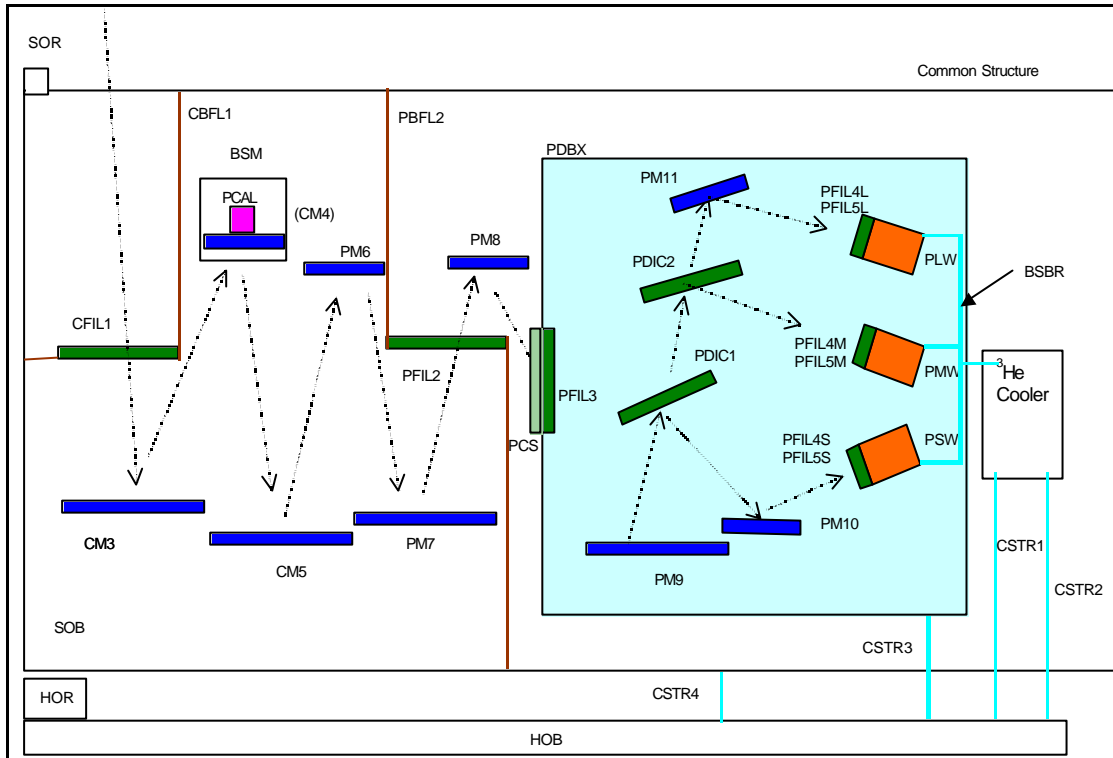 SOR
Common Structure
CBFL1
PBFL2
BSM
PDBX
PCAL
(CM4)
PM11
PFIL4L
PFIL5L
PM6
PM8
PLW
PDIC2
BSBR
CFIL1
PFIL4M
PFIL5M
PDIC1
PMW
3He
Cooler
PFIL2
PFIL3
PCS
PFIL4S
PFIL5S
PSW
PM10
CM3
PM7
CM5
PM9
CSTR1
CSTR2
SOB
CSTR3
CSTR4
HOR
HOB